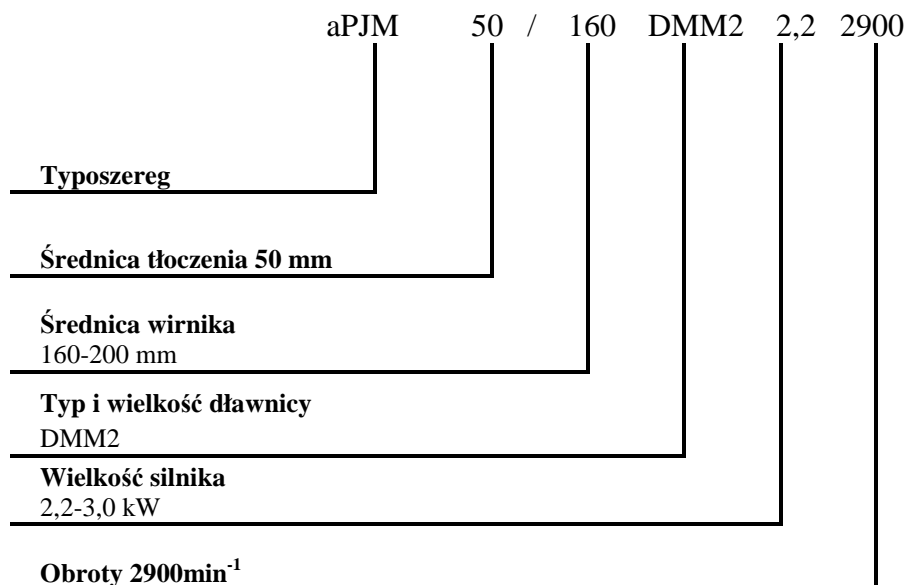 aPJM 50 / 160 DMM2 2,2 2900
Typoszereg
Średnica tłoczenia 50 mm
Średnica wirnika
160-200 mm
Typ i wielkość dławnicy
DMM2
Wielkość silnika
2,2-3,0 kW
Obroty 2900min⁻¹